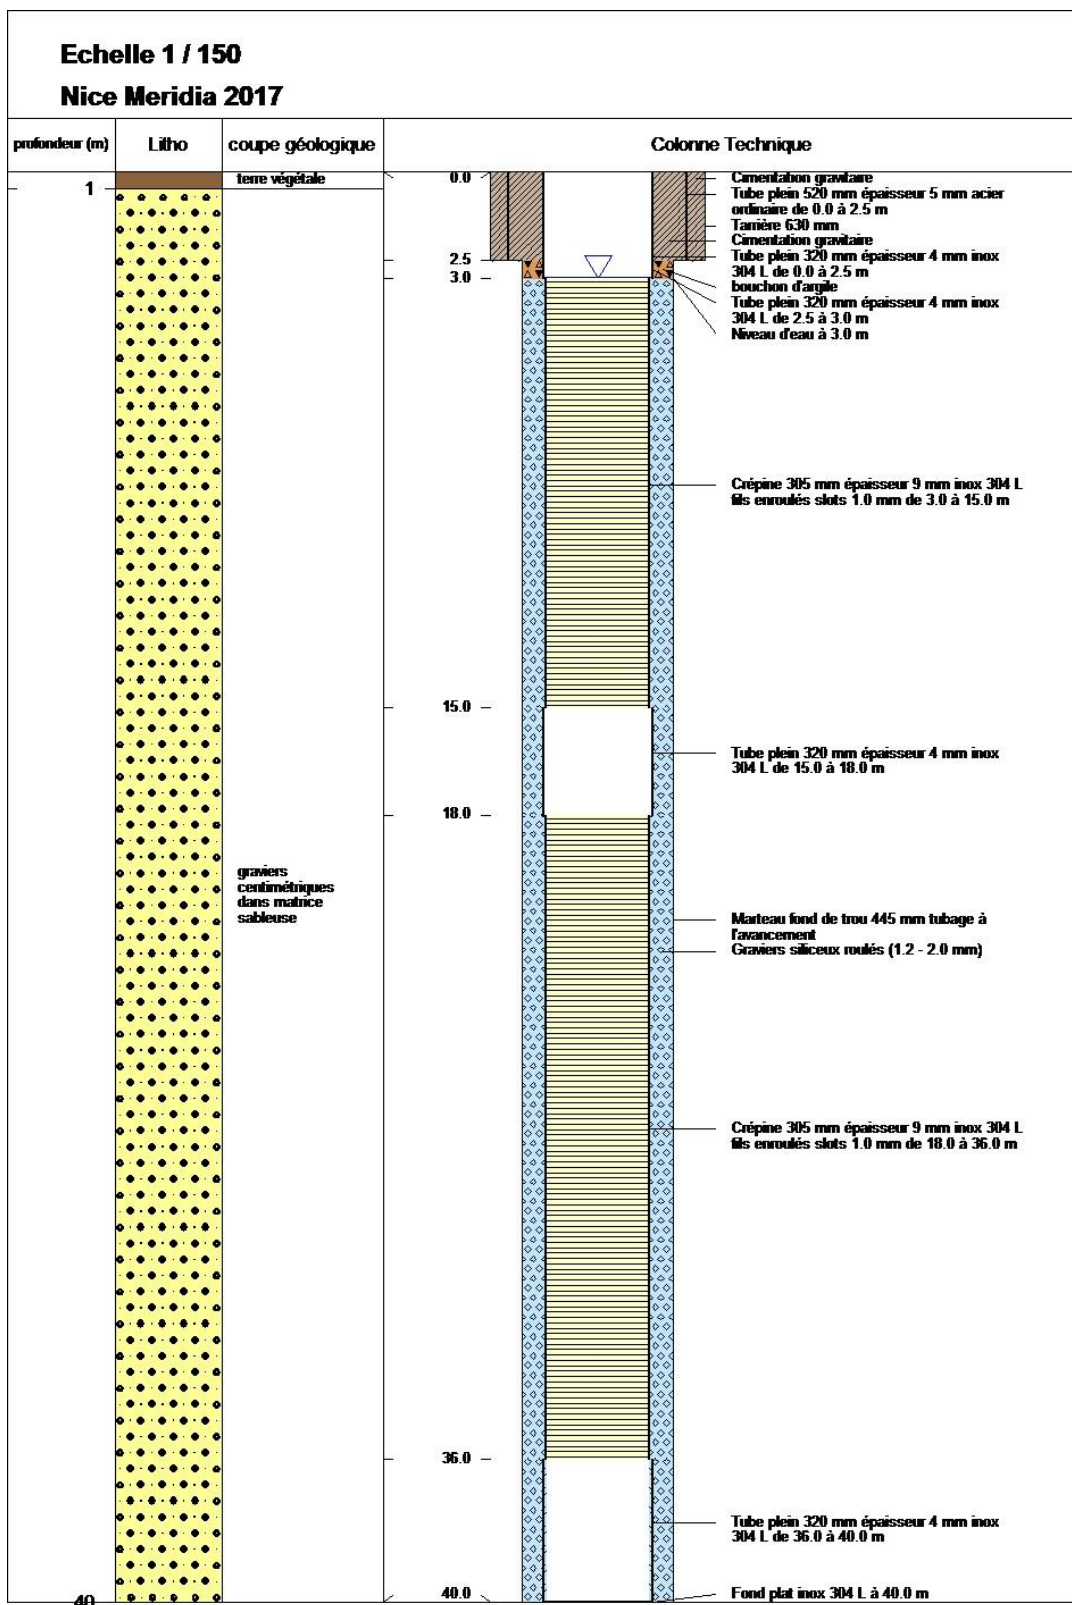 Echelle 1 / 150
Nice Meridia 2017
profondeur (m)
Litho
coupe géologique
Colonne Technique
1
terre végétale
graviers
centimétriques
dans matrice
sableuse
40
0.0
2.5
3.0
15.0
18.0
36.0
40.0
Cimentation gravitaire
Tube plein 520 mm épaisseur 5 mm acier
ordinaire de 0.0 à 2.5 m
Tarrière 630 mm
Cimentation gravitaire
Tube plein 320 mm épaisseur 4 mm inox
304 L de 0.0 à 2.5 m
bouchon d'argile
Tube plein 320 mm épaisseur 4 mm inox
304 L de 2.5 à 3.0 m
Niveau d'eau à 3.0 m
Crépine 305 mm épaisseur 9 mm inox 304 L
fils enroulés slots 1.0 mm de 3.0 à 15.0 m
Tube plein 320 mm épaisseur 4 mm inox
304 L de 15.0 à 18.0 m
Marteau fond de trou 445 mm tubage à
l'avancement
Graviers siliceux roulés (1.2 - 2.0 mm)
Crépine 305 mm épaisseur 9 mm inox 304 L
fils enroulés slots 1.0 mm de 18.0 à 36.0 m
Tube plein 320 mm épaisseur 4 mm inox
304 L de 36.0 à 40.0 m
Fond plat inox 304 L à 40.0 m